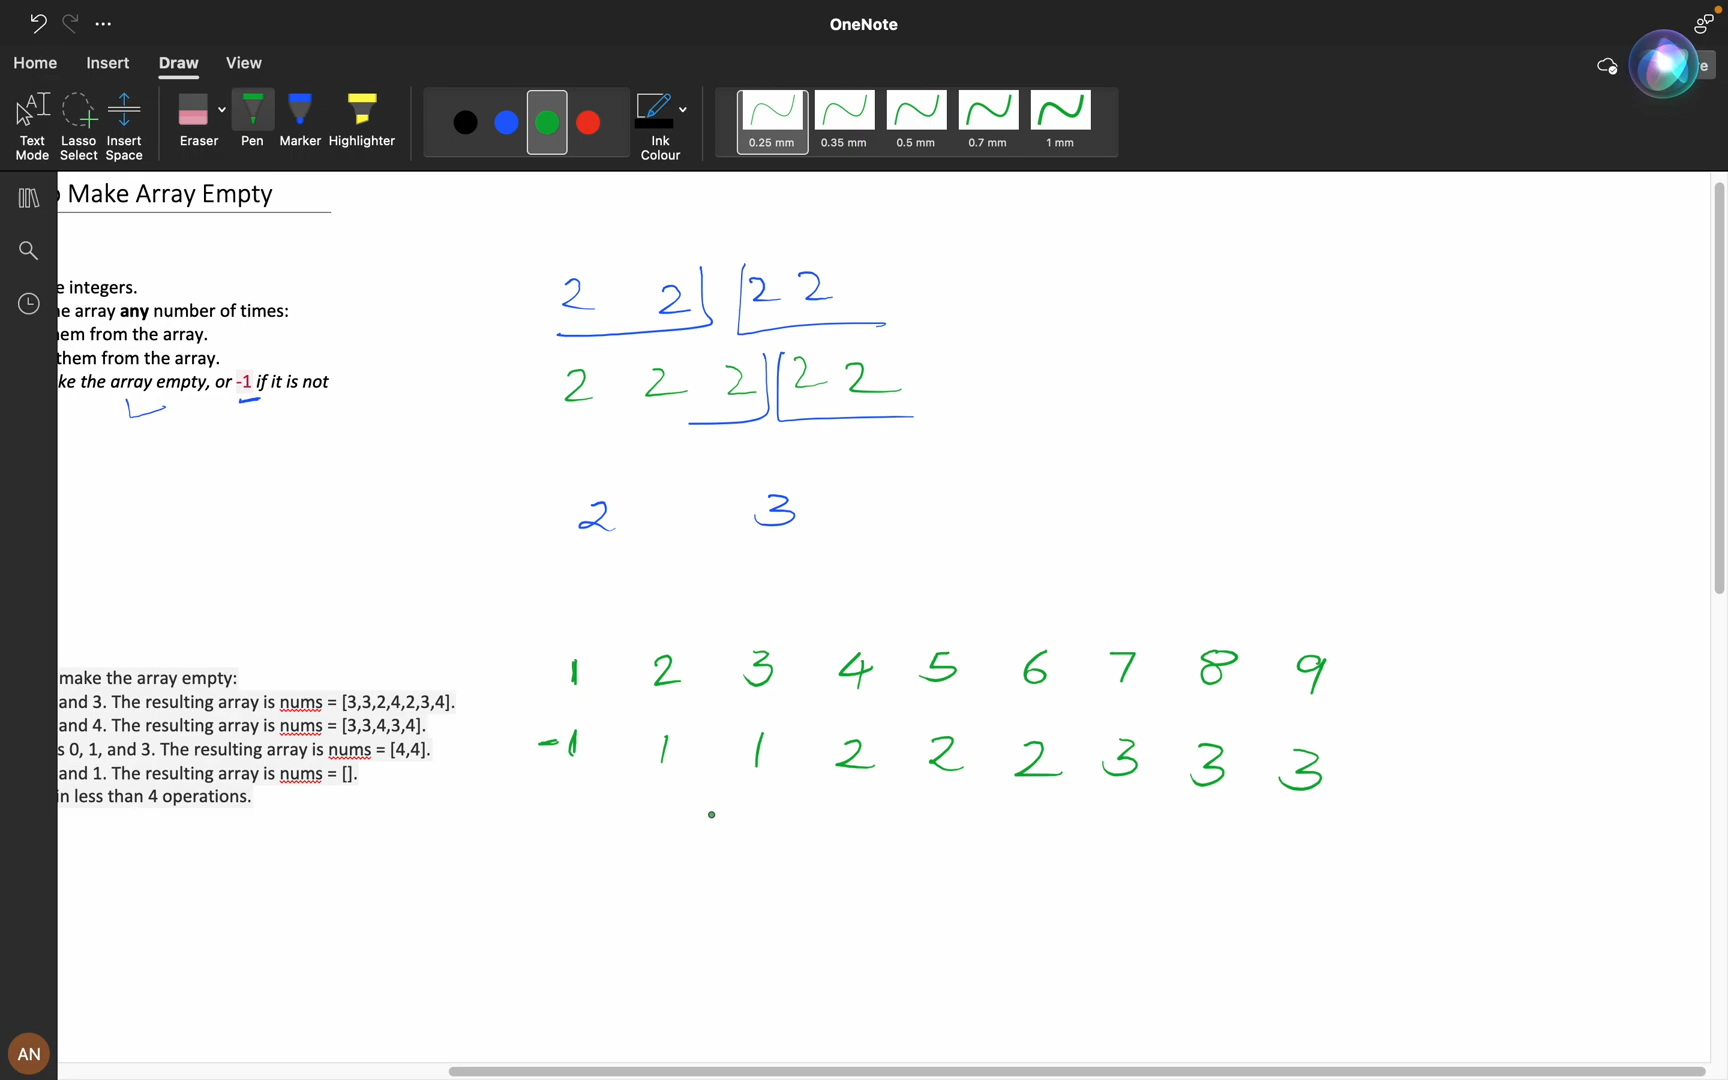 OneNote
Home Insert Draw View
Text Mode
Lasso Select
Insert Space
Eraser
Pen
Marker
Highlighter
Ink Colour
0.25 mm 0.35 mm 0.5 mm 0.7 mm 1 mm
Make Array Empty
e integers.
e array any number of times:
em from the array.
them from the array.
ke the array empty, or -1 if it is not
2 2 2 2
2 2 2 2 2
2 3
make the array empty:
and 3. The resulting array is nums = [3,3,2,4,2,3,4].
and 4. The resulting array is nums = [3,3,4,3,4].
s 0, 1, and 3. The resulting array is nums = [4,4].
and 1. The resulting array is nums = [].
in less than 4 operations.
1 2 3 4 5 6 7 8 9
-1 1 1 2 2 2 3 3 3
AN